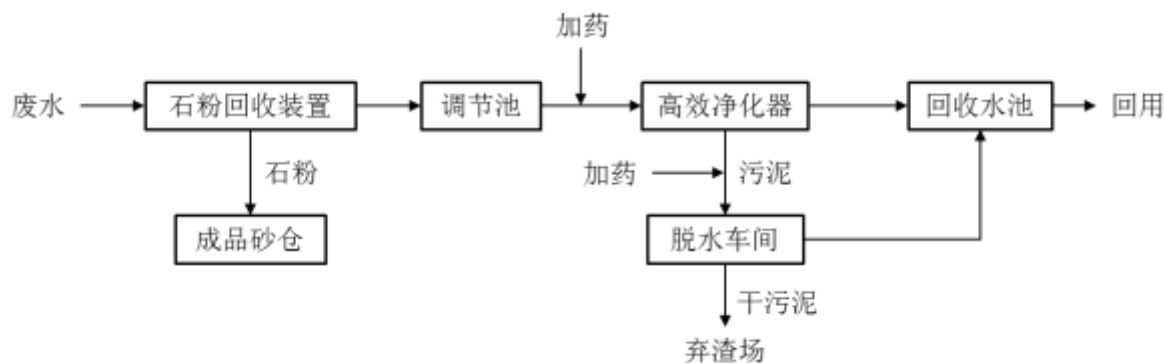 加药
废水
石粉回收装置
调节池
高效净化器
回收水池
回用
石粉
加药
污泥
成品砂仓
脱水车间
干污泥
弃渣场